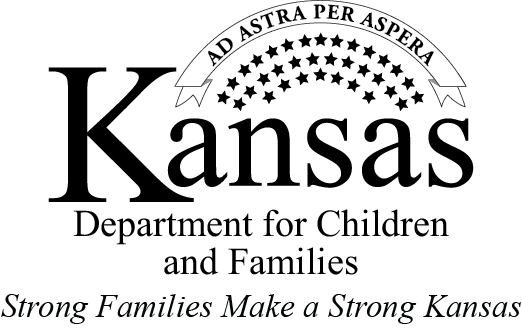 AD ASTRA PER ASPERA
Kansas
Department for Children
and Families
Strong Families Make a Strong Kansas